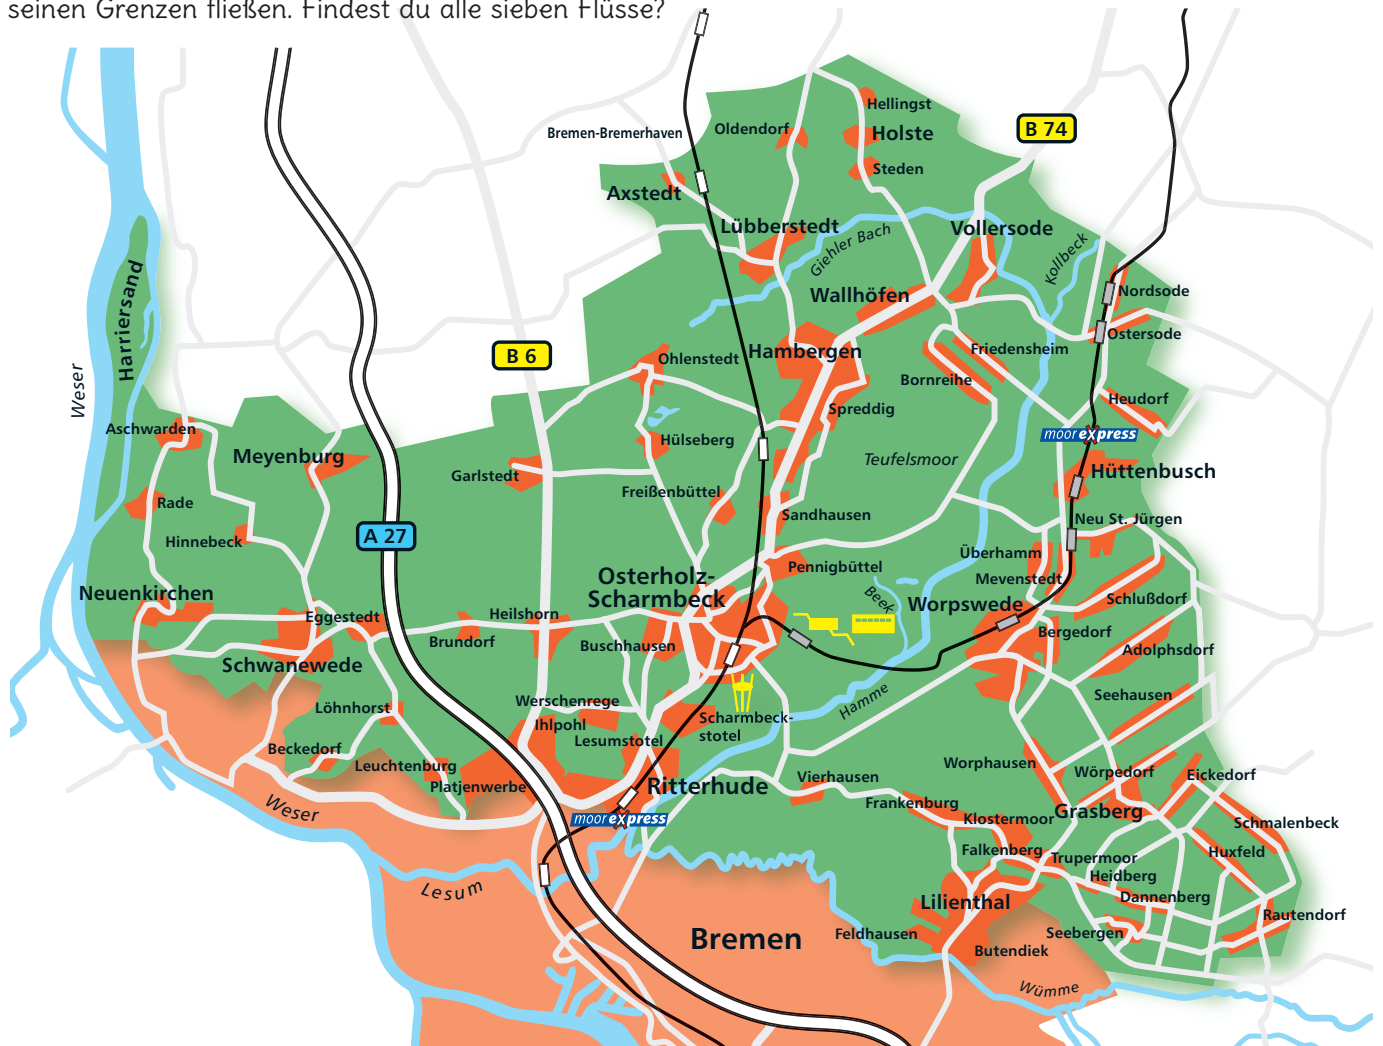 seinen Grenzen fließen. Findest du alle sieben Flüsse?
Hellingst
Bremen-Bremerhaven
Oldendorf
Holste
B 74
Steden
Axstedt
Lübberstedt
Giehler Bach
Vollersode
Kollbeck
Harriersand
Wallhöfen
Nordsode
Ostersode
B 6
Ohlenstedt
Hambergen
Friedensheim
Weser
Bornreihe
Heudorf
Spreddig
Aschwarden
Hülseberg
moorexpress
Meyenburg
Teufelsmoor
Garlstedt
Hüttenbusch
Freißenbüttel
Rade
Sandhausen
Neu St. Jürgen
Hinnebeck
A 27
Überhamm
Pennigbüttel
Mevenstedt
Osterholz-
Scharmbeck
Neuenkirchen
Beek
Worpswede
Schlußdorf
Eggestedt
Heilshorn
Brundorf
Buschhausen
Bergedorf
Adolphsdorf
Schwanewede
Werschenrege
Hamme
Seehausen
Löhnhorst
Ihlpohl
Scharmbeck-
stotel
Lesumstotel
Beckedorf
Leuchtenburg
Worphausen
Wörpedorf
Eickedorf
Platjenwerbe
Ritterhude
Vierhausen
Frankenburg
Grasberg
Weser
moorexpress
Klostermoor
Schmalenbeck
Falkenberg
Trupermoor
Huxfeld
Heidberg
Lesum
Dannenberg
Lilienthal
Rautendorf
Bremen
Feldhausen
Seebergen
Butendiek
Wümme